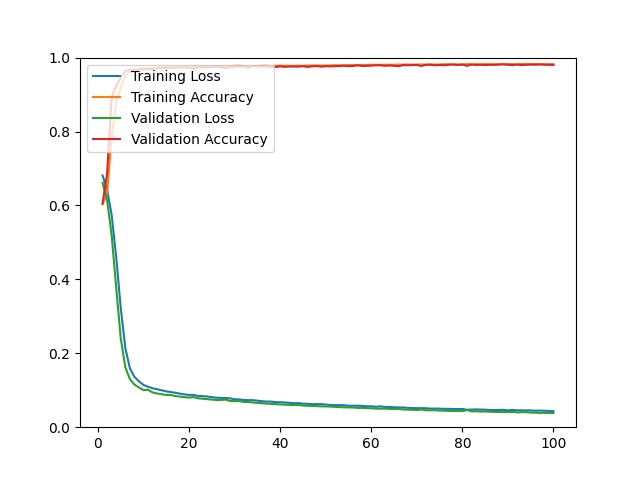 1.0
0.8
0.6
0.4
0.2
0.0
Training Loss
Training Accuracy
Validation Loss
Validation Accuracy
0 20 40 60 80 100